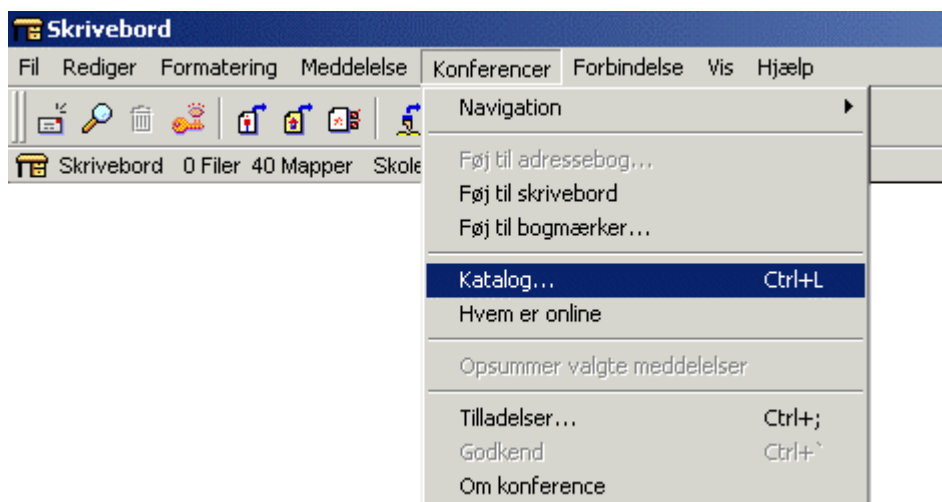 Skrivebord
Fil Rediger Formatering Meddelelse Konferencer Forbindelse Vis Hjælp
Skrivebord 0 Filer 40 Mapper Skole
Navigation
Føj til adressebog...
Føj til skrivebord
Føj til bogmærker...
Katalog... Ctrl+L
Hvem er online
Opsummer valgte meddelelser
Tilladelser... Ctrl+;
Godkend Ctrl+`
Om konference